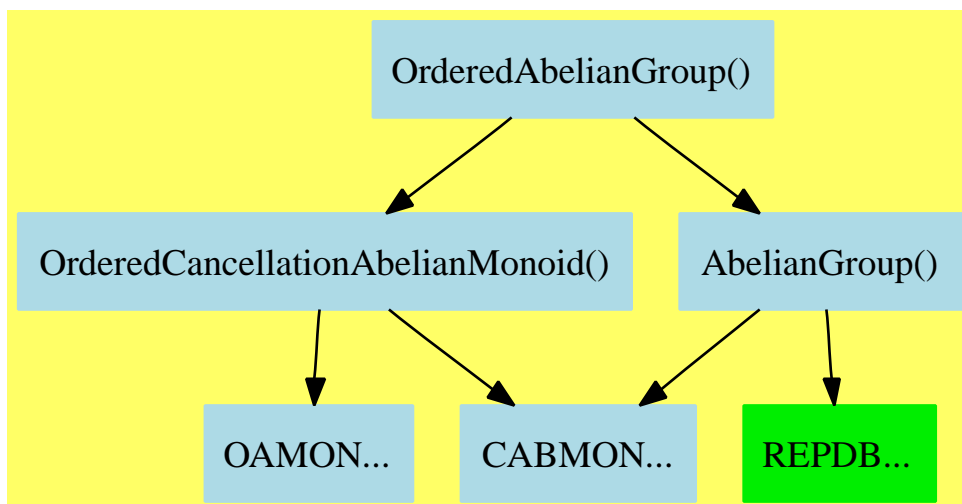 OrderedAbelianGroup()
OrderedCancellationAbelianMonoid()
AbelianGroup()
OAMON...
CABMON...
REPDB...